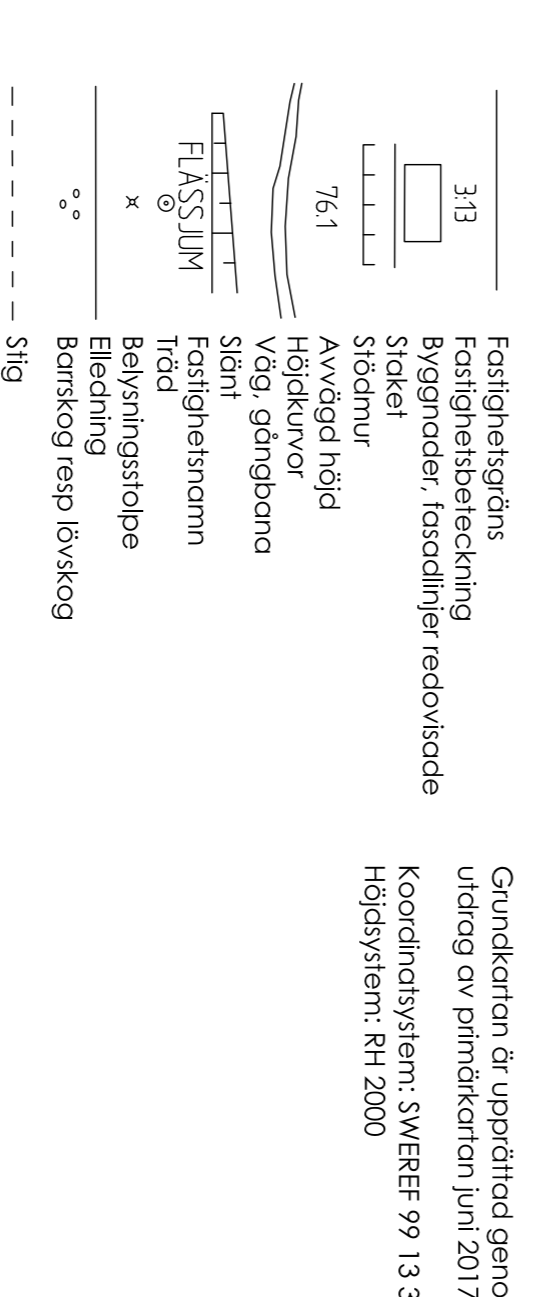 Fastighetsgräns
3:13 Fastighetsbeteckning
Byggnader, fasadlinjer redovisade
Staket
Stödmur
76.1 Avvägd höjd
Höjdkurvor
Väg, gångbana
Slänt
FLÄSSJUM Fastighetsnamn
Träd
Belysningsstolpe
Elledning
Barrskog resp lövskog
Stig
Grundkartan är upprättad geno
utdrag av primärkartan juni 2017
Koordinatsystem: SWEREF 99 13 3
Höjdsystem: RH 2000